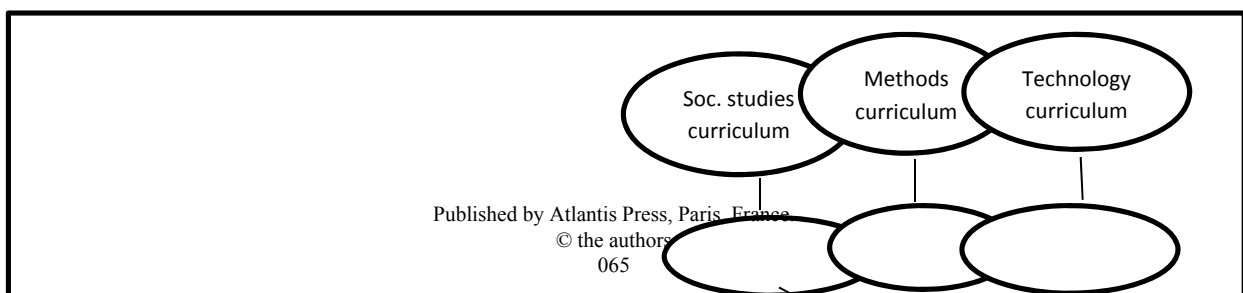 Soc. studies
curriculum
Methods
curriculum
Technology
curriculum
Published by Atlantis Press, Paris, France.
© the authors
065